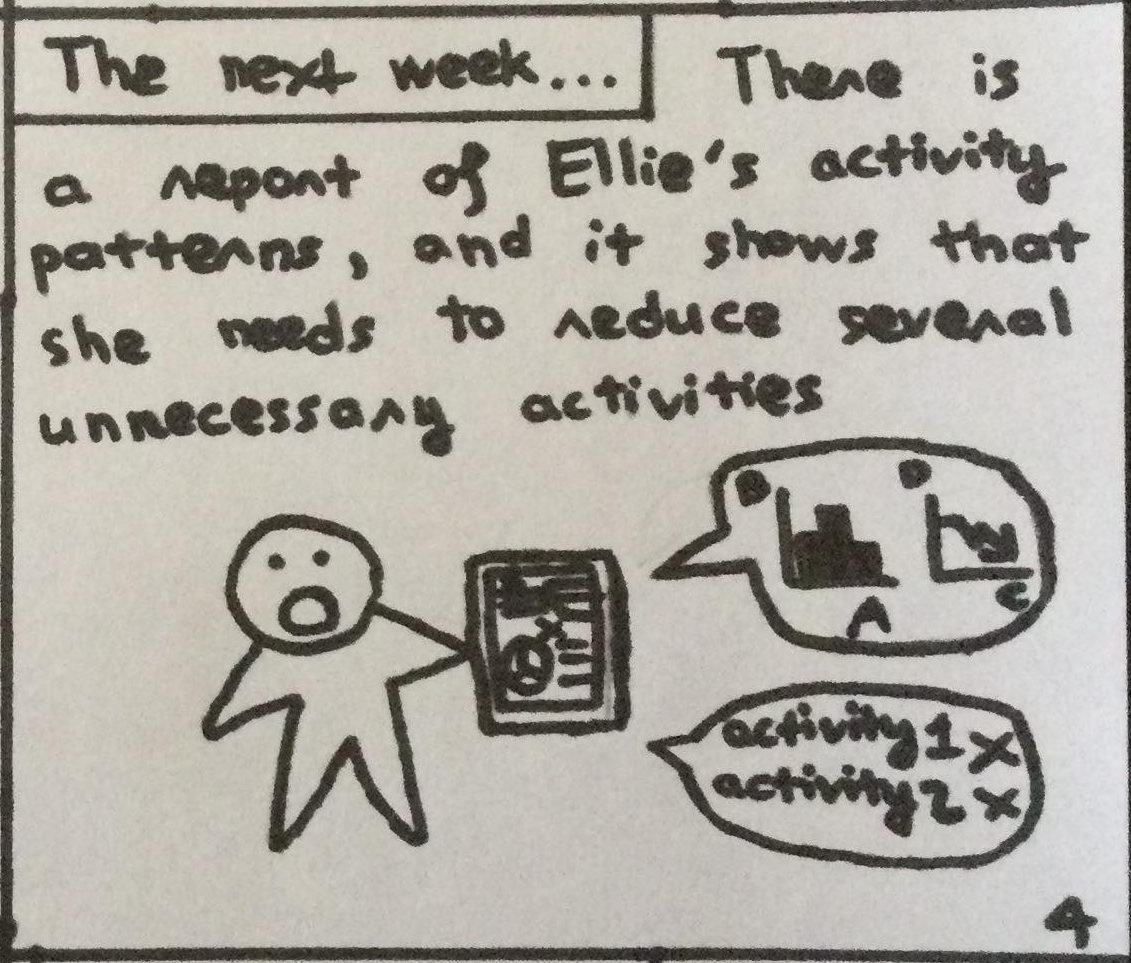 The next week...
There is
a report of Ellie's activity
patterns, and it shows that
she needs to reduce several
unnecessary activities
B
D
A
C
activity 1 x
activity 2 x
4